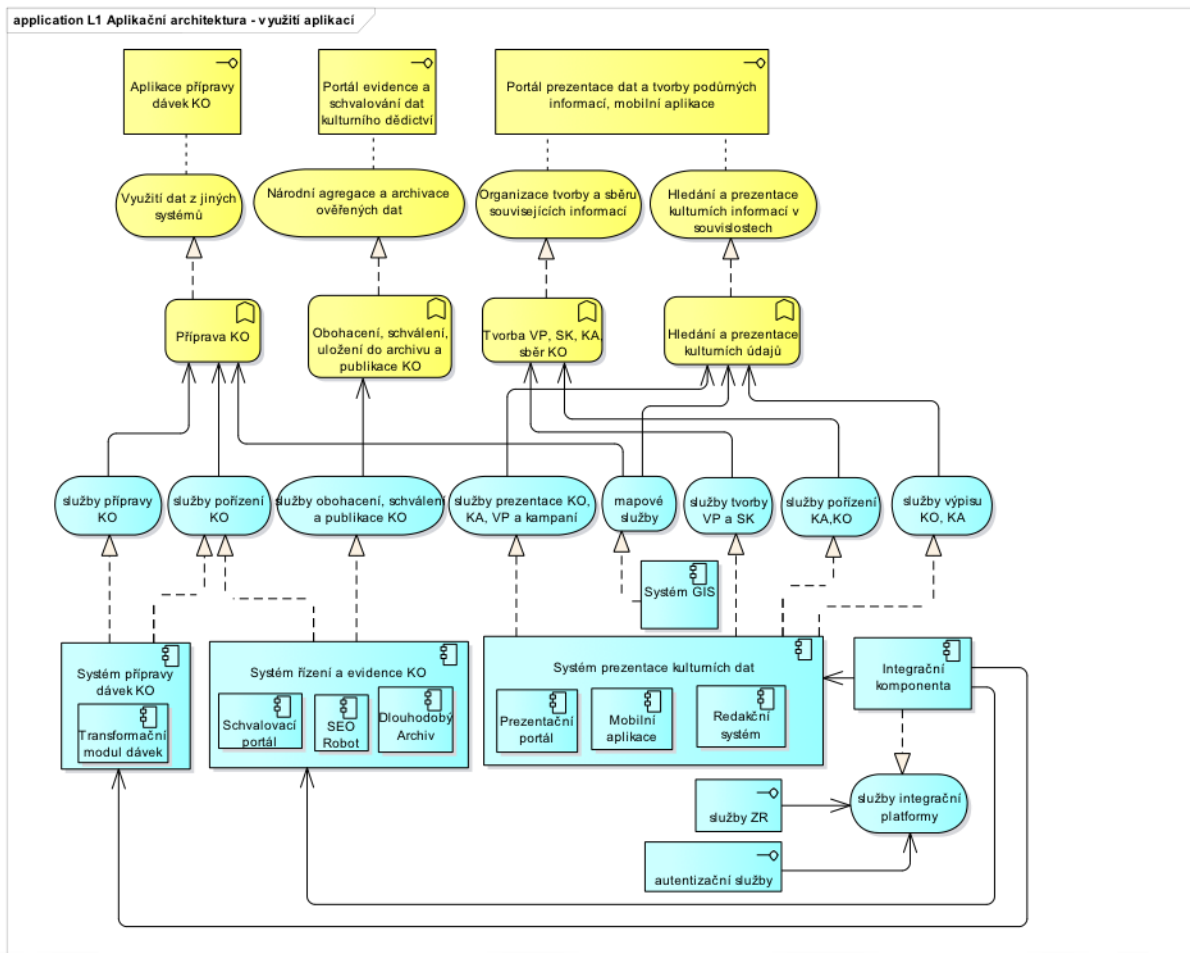 application L1 Aplikační architektura - využití aplikací
Aplikace přípravy
dávek KO
Portál evidence a
schvalování dat
kulturního dědictví
Portál prezentace dat a tvorby podůrných
informací, mobilní aplikace
Využití dat z jiných
systémů
Národní agregace a archivace
ověřených dat
Organizace tvorby a sběru
souvisejících informací
Hledání a prezentace
kulturních informací v
souvislostech
Příprava KO
Obohacení, schválení,
uložení do archivu a
publikace KO
Tvorba VP, SK, KA,
sběr KO
Hledání a prezentace
kulturních údajů
služby přípravy
KO
služby pořízení
KO
služby obohacení, schválení
a publikace KO
služby prezentace KO,
KA, VP a kampaní
mapové
služby
služby tvorby
VP a SK
služby pořízení
KA,KO
služby výpisu
KO, KA
Systém GIS
Systém přípravy
dávek KO
Transformační
modul dávek
Systém řízení a evidence KO
Schvalovací
portál
SEO
Robot
Dlouhodobý
Archiv
Systém prezentace kulturních dat
Prezentační
portál
Mobilní
aplikace
Redakční
systém
Integrační
komponenta
služby ZR
služby integrační
platformy
autentizační služby